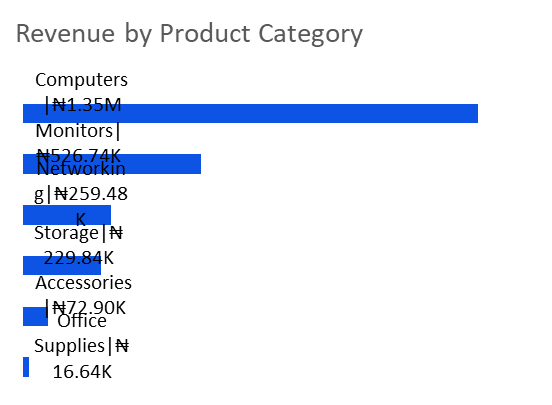 Revenue by Product Category
Computers
|₦1.35M
Monitors|
₦526.74K
Networkin
g|₦259.48
K
Storage|₦
229.84K
Accessories
|₦72.90K
Office
Supplies|₦
16.64K